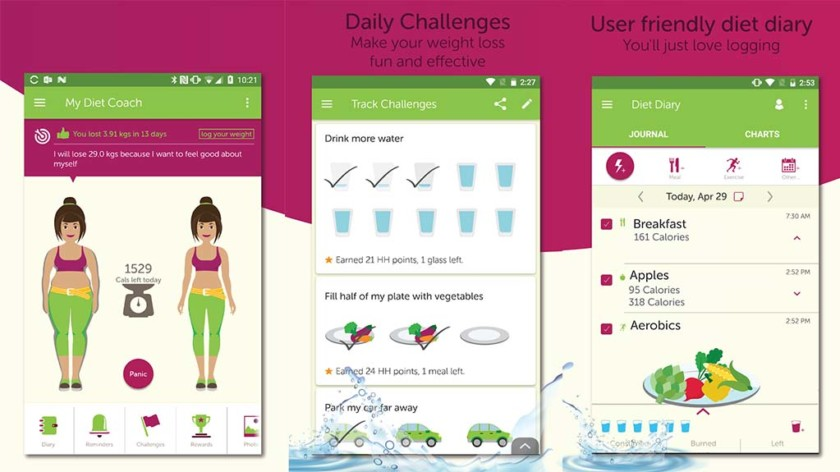 10:21
My Diet Coach
You lost 3.91 kgs in 13 days
log your weight
I will lose 29.0 kgs because I want to feel good about
myself
1529
Cals left today
Panic
Diary
Reminders
Challenges
Rewards
Daily Challenges
Make your weight loss
fun and effective
2:27
Track Challenges
Drink more water
Earned 21 HH points, 1 glass left.
Fill half of my plate with vegetables
Earned 24 HH points, 1 meal left.
Park my car far away
User friendly diet diary
You'll just love logging
2:53
Diet Diary
JOURNAL
CHARTS
Meal
Exercise
Other...
Today, Apr 29
7:30 AM
Breakfast
161 Calories
2:52 PM
Apples
95 Calories
318 Calories
2:52 PM
Aerobics
Burned
Left